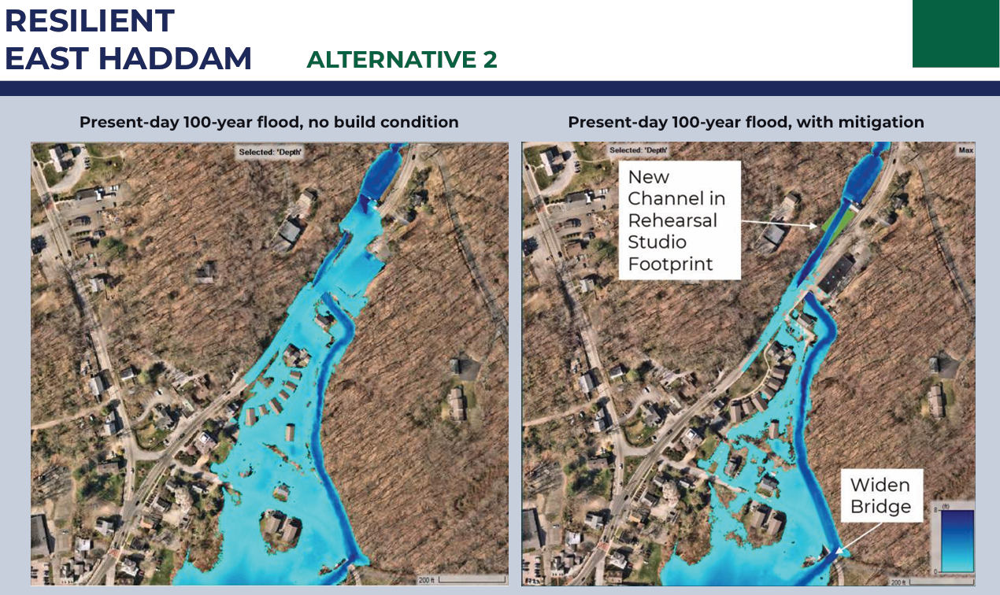 RESILIENT
EAST HADDAM
ALTERNATIVE 2
Present-day 100-year flood, no build condition
Present-day 100-year flood, with mitigation
Selected: 'Depth'
200 ft
Selected: 'Depth'
Max
New
Channel in
Rehearsal
Studio
Footprint
Widen
Bridge
(ft)
8
0
200 ft